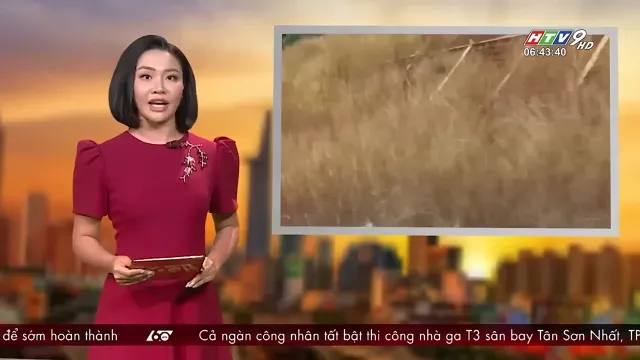 HTV9 HD
06:43:40
để sớm hoàn thành 60 Cả ngàn công nhân tất bật thi công nhà ga T3 sân bay Tân Sơn Nhất, TP